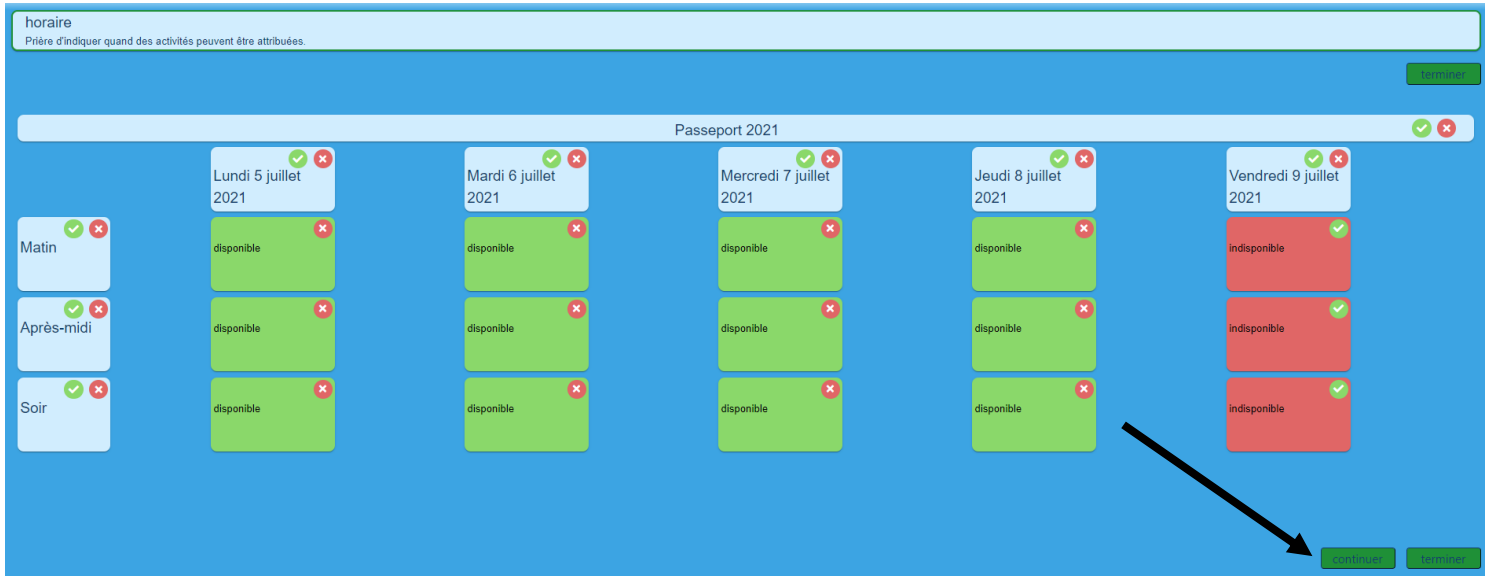 horaire
Prière d'indiquer quand des activités peuvent être attribuées.
terminer
Passeport 2021
Lundi 5 juillet
2021
Mardi 6 juillet
2021
Mercredi 7 juillet
2021
Jeudi 8 juillet
2021
Vendredi 9 juillet
2021
Matin
disponible
disponible
disponible
disponible
indisponible
Après-midi
disponible
disponible
disponible
disponible
indisponible
Soir
disponible
disponible
disponible
disponible
indisponible
continuer
terminer